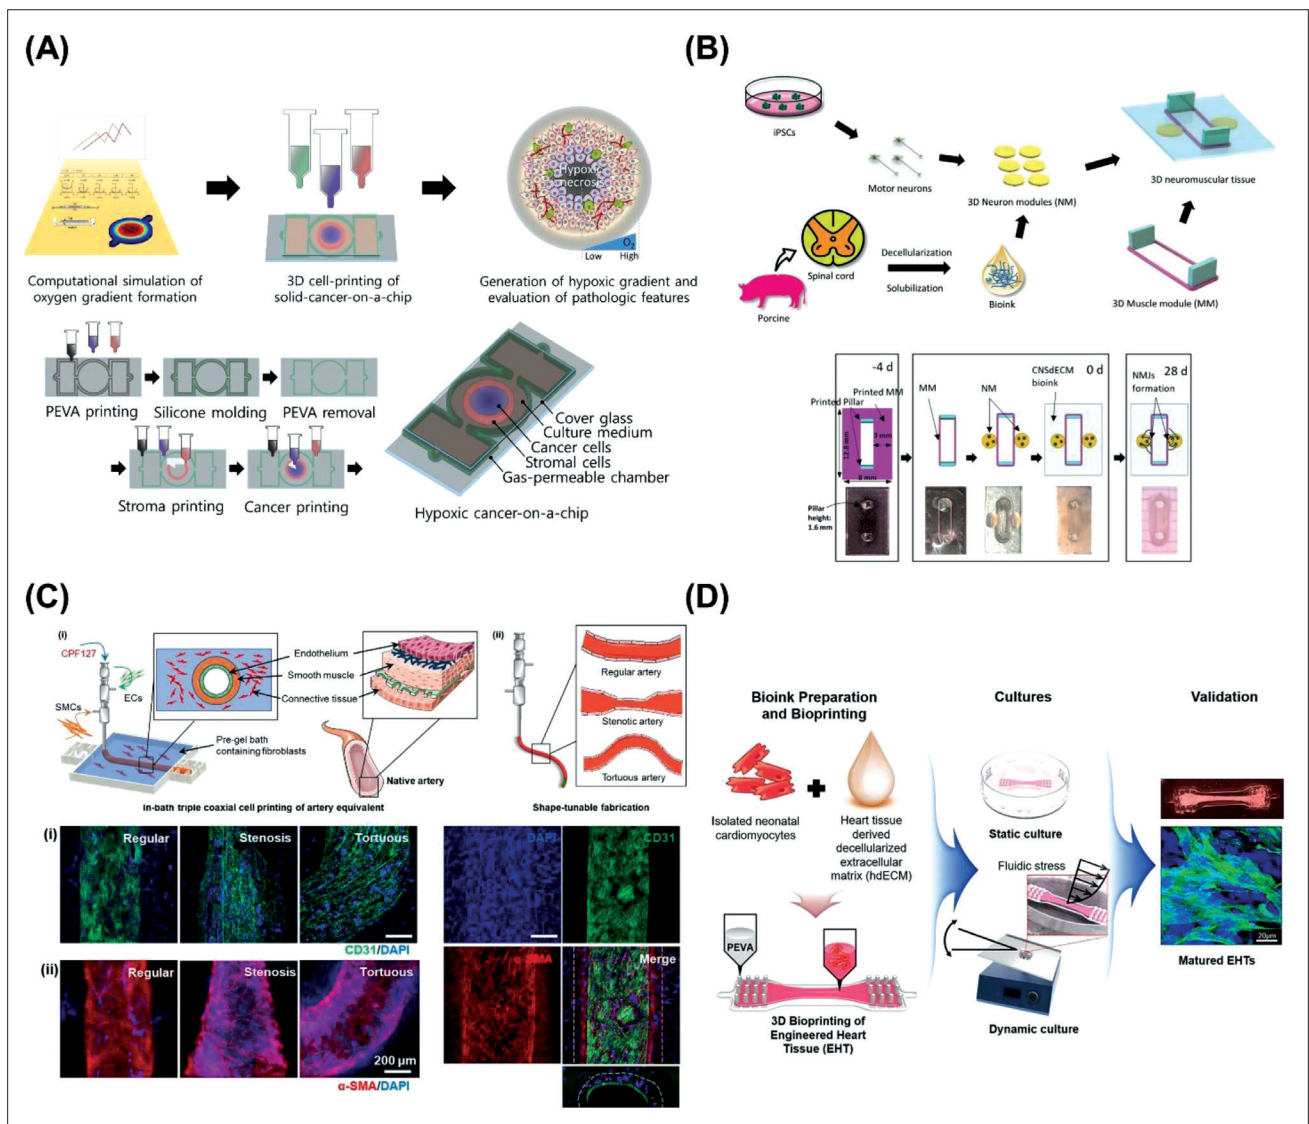 (A)
Hypoxic
necrosis
O₂
Low
High
Computational simulation of
oxygen gradient formation
3D cell-printing of
solid-cancer-on-a-chip
Generation of hypoxic gradient and
evaluation of pathologic features
PEVA printing
Silicone molding
PEVA removal
Stroma printing
Cancer printing
Cover glass
Culture medium
Cancer cells
Stromal cells
Gas-permeable chamber
Hypoxic cancer-on-a-chip
(B)
iPSCs
Motor neurons
3D Neuron modules (NM)
3D neuromuscular tissue
Spinal cord
Decellularization
Solubilization
Bioink
Porcine
3D Muscle module (MM)
-4 d
Printed MM
Printed Pillar
12.8 mm
3 mm
8 mm
Pillar
height:
1.6 mm
MM
NM
CNSdECM
bioink
0 d
NMJs
formation
28 d
(C)
(i)
CPF127
ECs
SMCs
Endothelium
Smooth muscle
Connective tissue
Pre-gel bath
containing fibroblasts
Native artery
In-bath triple coaxial cell printing of artery equivalent
(ii)
Regular artery
Stenotic artery
Tortuous artery
Shape-tunable fabrication
(i)
Regular
Stenosis
Tortuous
CD31/DAPI
(ii)
Regular
Stenosis
Tortuous
200 μm
α-SMA/DAPI
DAPI
CD31
α-SMA
Merge
(D)
Bioink Preparation
and Bioprinting
Isolated neonatal
cardiomyocytes
Heart tissue
derived
decellularized
extracellular
matrix (hdECM)
PEVA
3D Bioprinting of
Engineered Heart
Tissue (EHT)
Cultures
Static culture
Fluidic stress
Dynamic culture
Validation
20μm
Matured EHTs